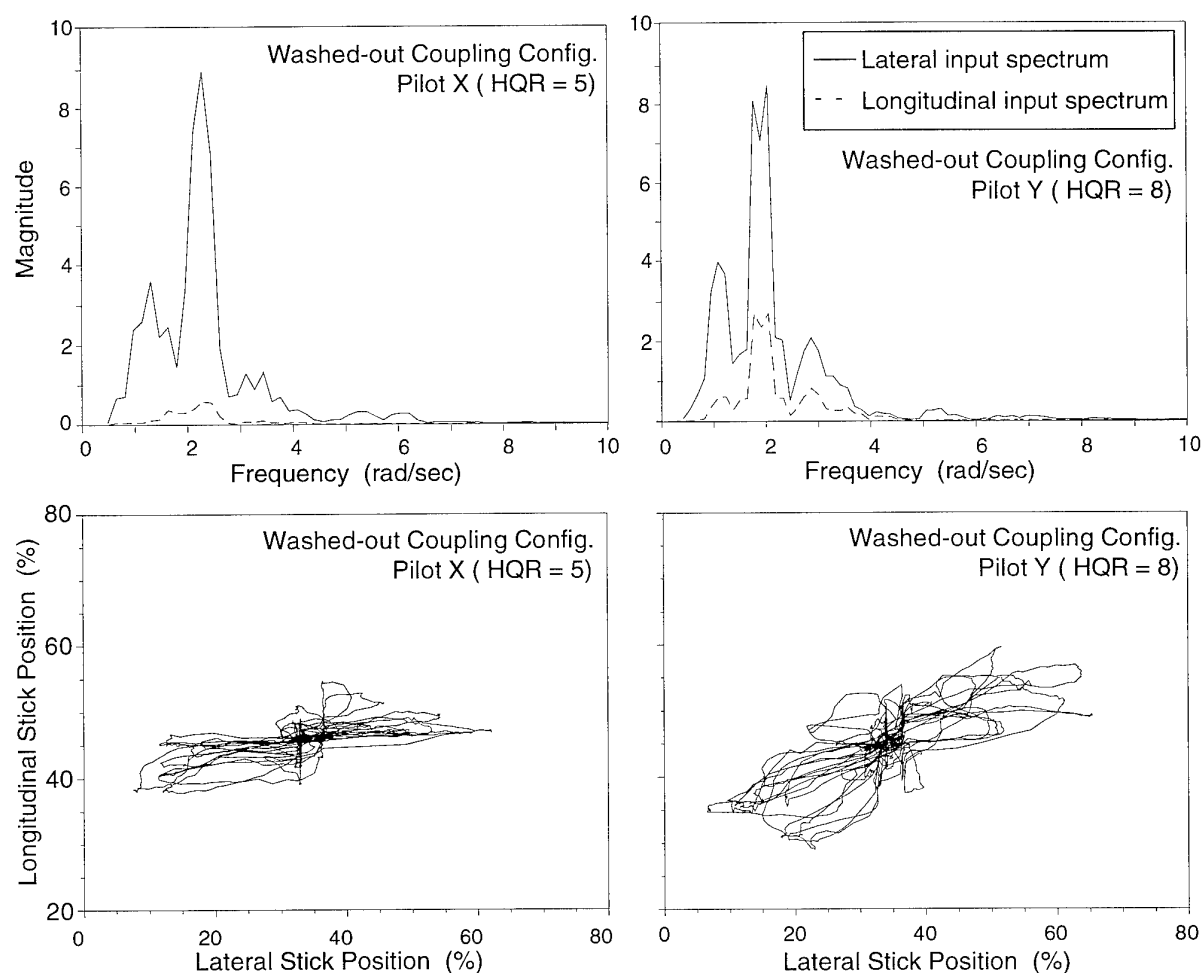 10
8
6
4
2
0
Magnitude
Washed-out Coupling Config.
Pilot X ( HQR = 5)
0 2 4 6 8 10
Frequency (rad/sec)
10
8
6
4
2
Lateral input spectrum
Longitudinal input spectrum
Washed-out Coupling Config.
Pilot Y ( HQR = 8)
0 2 4 6 8 10
Frequency (rad/sec)
80
60
40
20
Longitudinal Stick Position (%)
Washed-out Coupling Config.
Pilot X ( HQR = 5)
0 20 40 60 80
Lateral Stick Position (%)
Washed-out Coupling Config.
Pilot Y ( HQR = 8)
0 20 40 60 80
Lateral Stick Position (%)